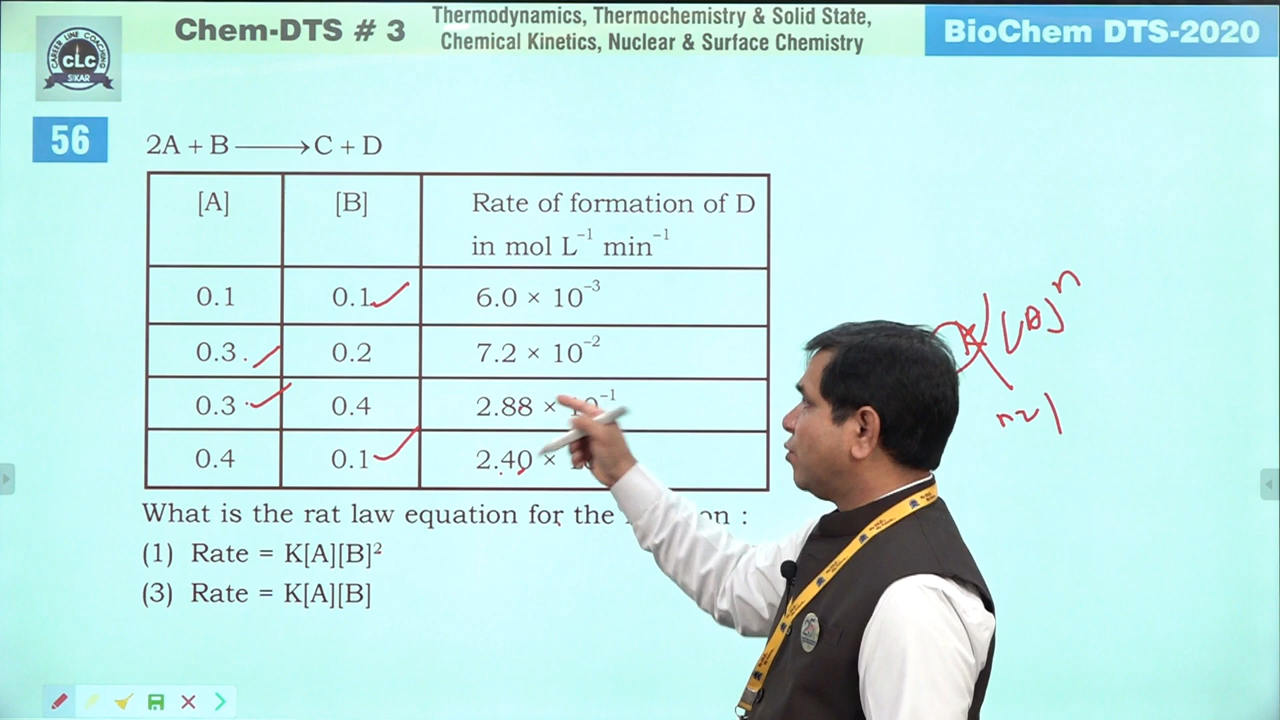 Chem-DTS # 3
Thermodynamics, Thermochemistry & Solid State,
Chemical Kinetics, Nuclear & Surface Chemistry
BioChem DTS-2020
CAREER LINE COACHING
CLC
SIKAR
56
2A + B ⟶ C + D
[A] [B] Rate of formation of D
in mol L⁻¹ min⁻¹
0.1 0.1 6.0 × 10⁻³
0.3 0.2 7.2 × 10⁻²
0.3 0.4 2.88 × 10⁻¹
0.4 0.1 2.40 ×
What is the rat law equation for the :
(1) Rate = K[A][B]²
(3) Rate = K[A][B]
n=1
25